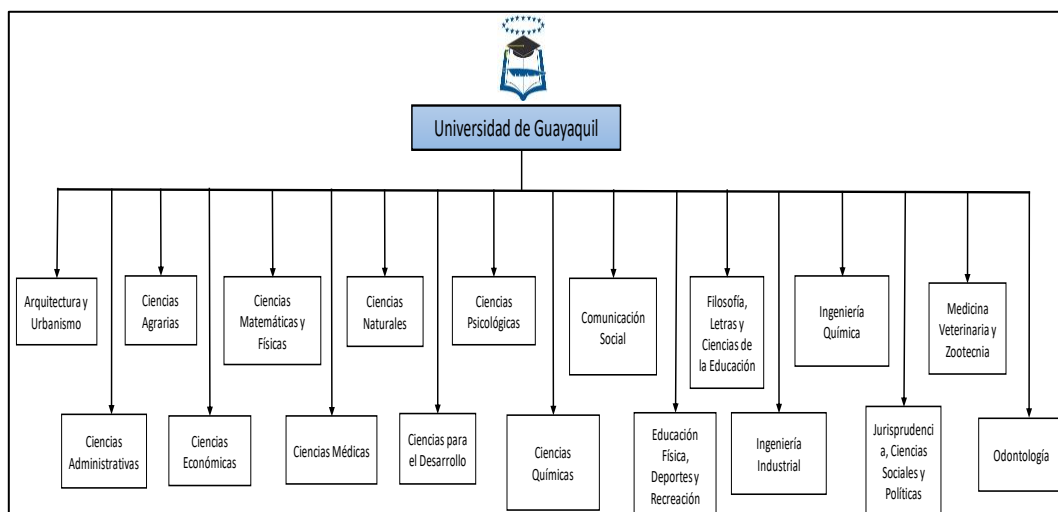 Universidad de Guayaquil
Arquitectura y
Urbanismo
Ciencias
Agrarias
Ciencias
Matemáticas y
Físicas
Ciencias
Naturales
Ciencias
Psicológicas
Comunicación
Social
Filosofía,
Letras y
Ciencias de
la Educación
Ingeniería
Química
Medicina
Veterinaria y
Zootecnia
Ciencias
Administrativas
Ciencias
Económicas
Ciencias Médicas
Ciencias para
el Desarrollo
Ciencias
Químicas
Educación
Física,
Deportes y
Recreación
Ingeniería
Industrial
Jurisprudenci
a, Ciencias
Sociales y
Políticas
Odontología